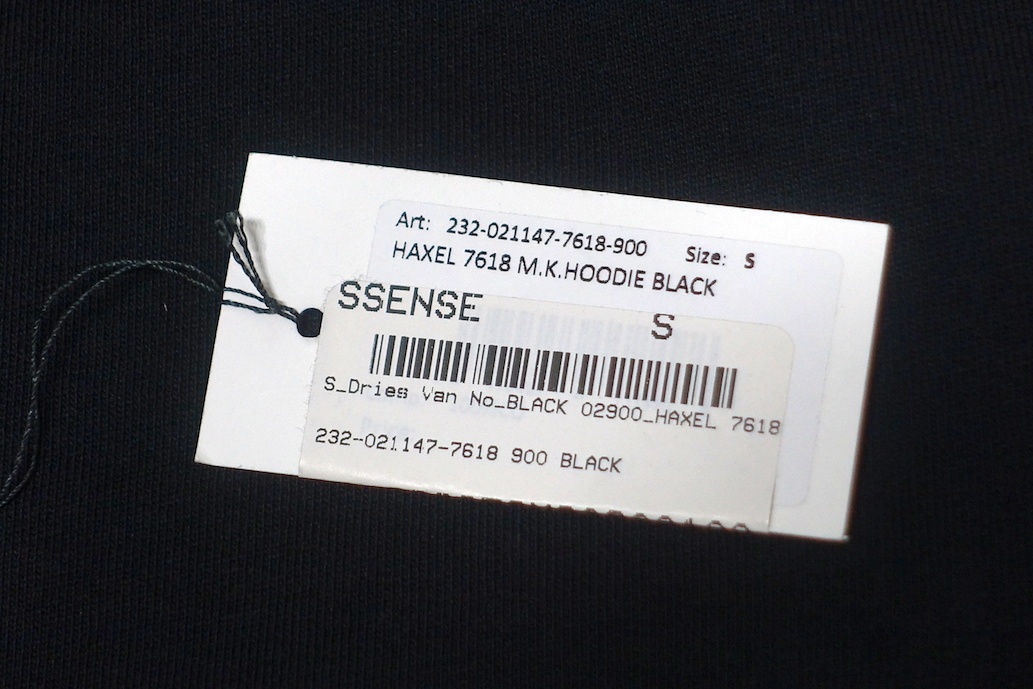 Art: 232-021147-7618-900 Size: S
HAXEL 7618 M.K.HOODIE BLACK
SSENSE S
S_Dries Van No_BLACK 02900_HAXEL 7618
232-021147-7618 900 BLACK